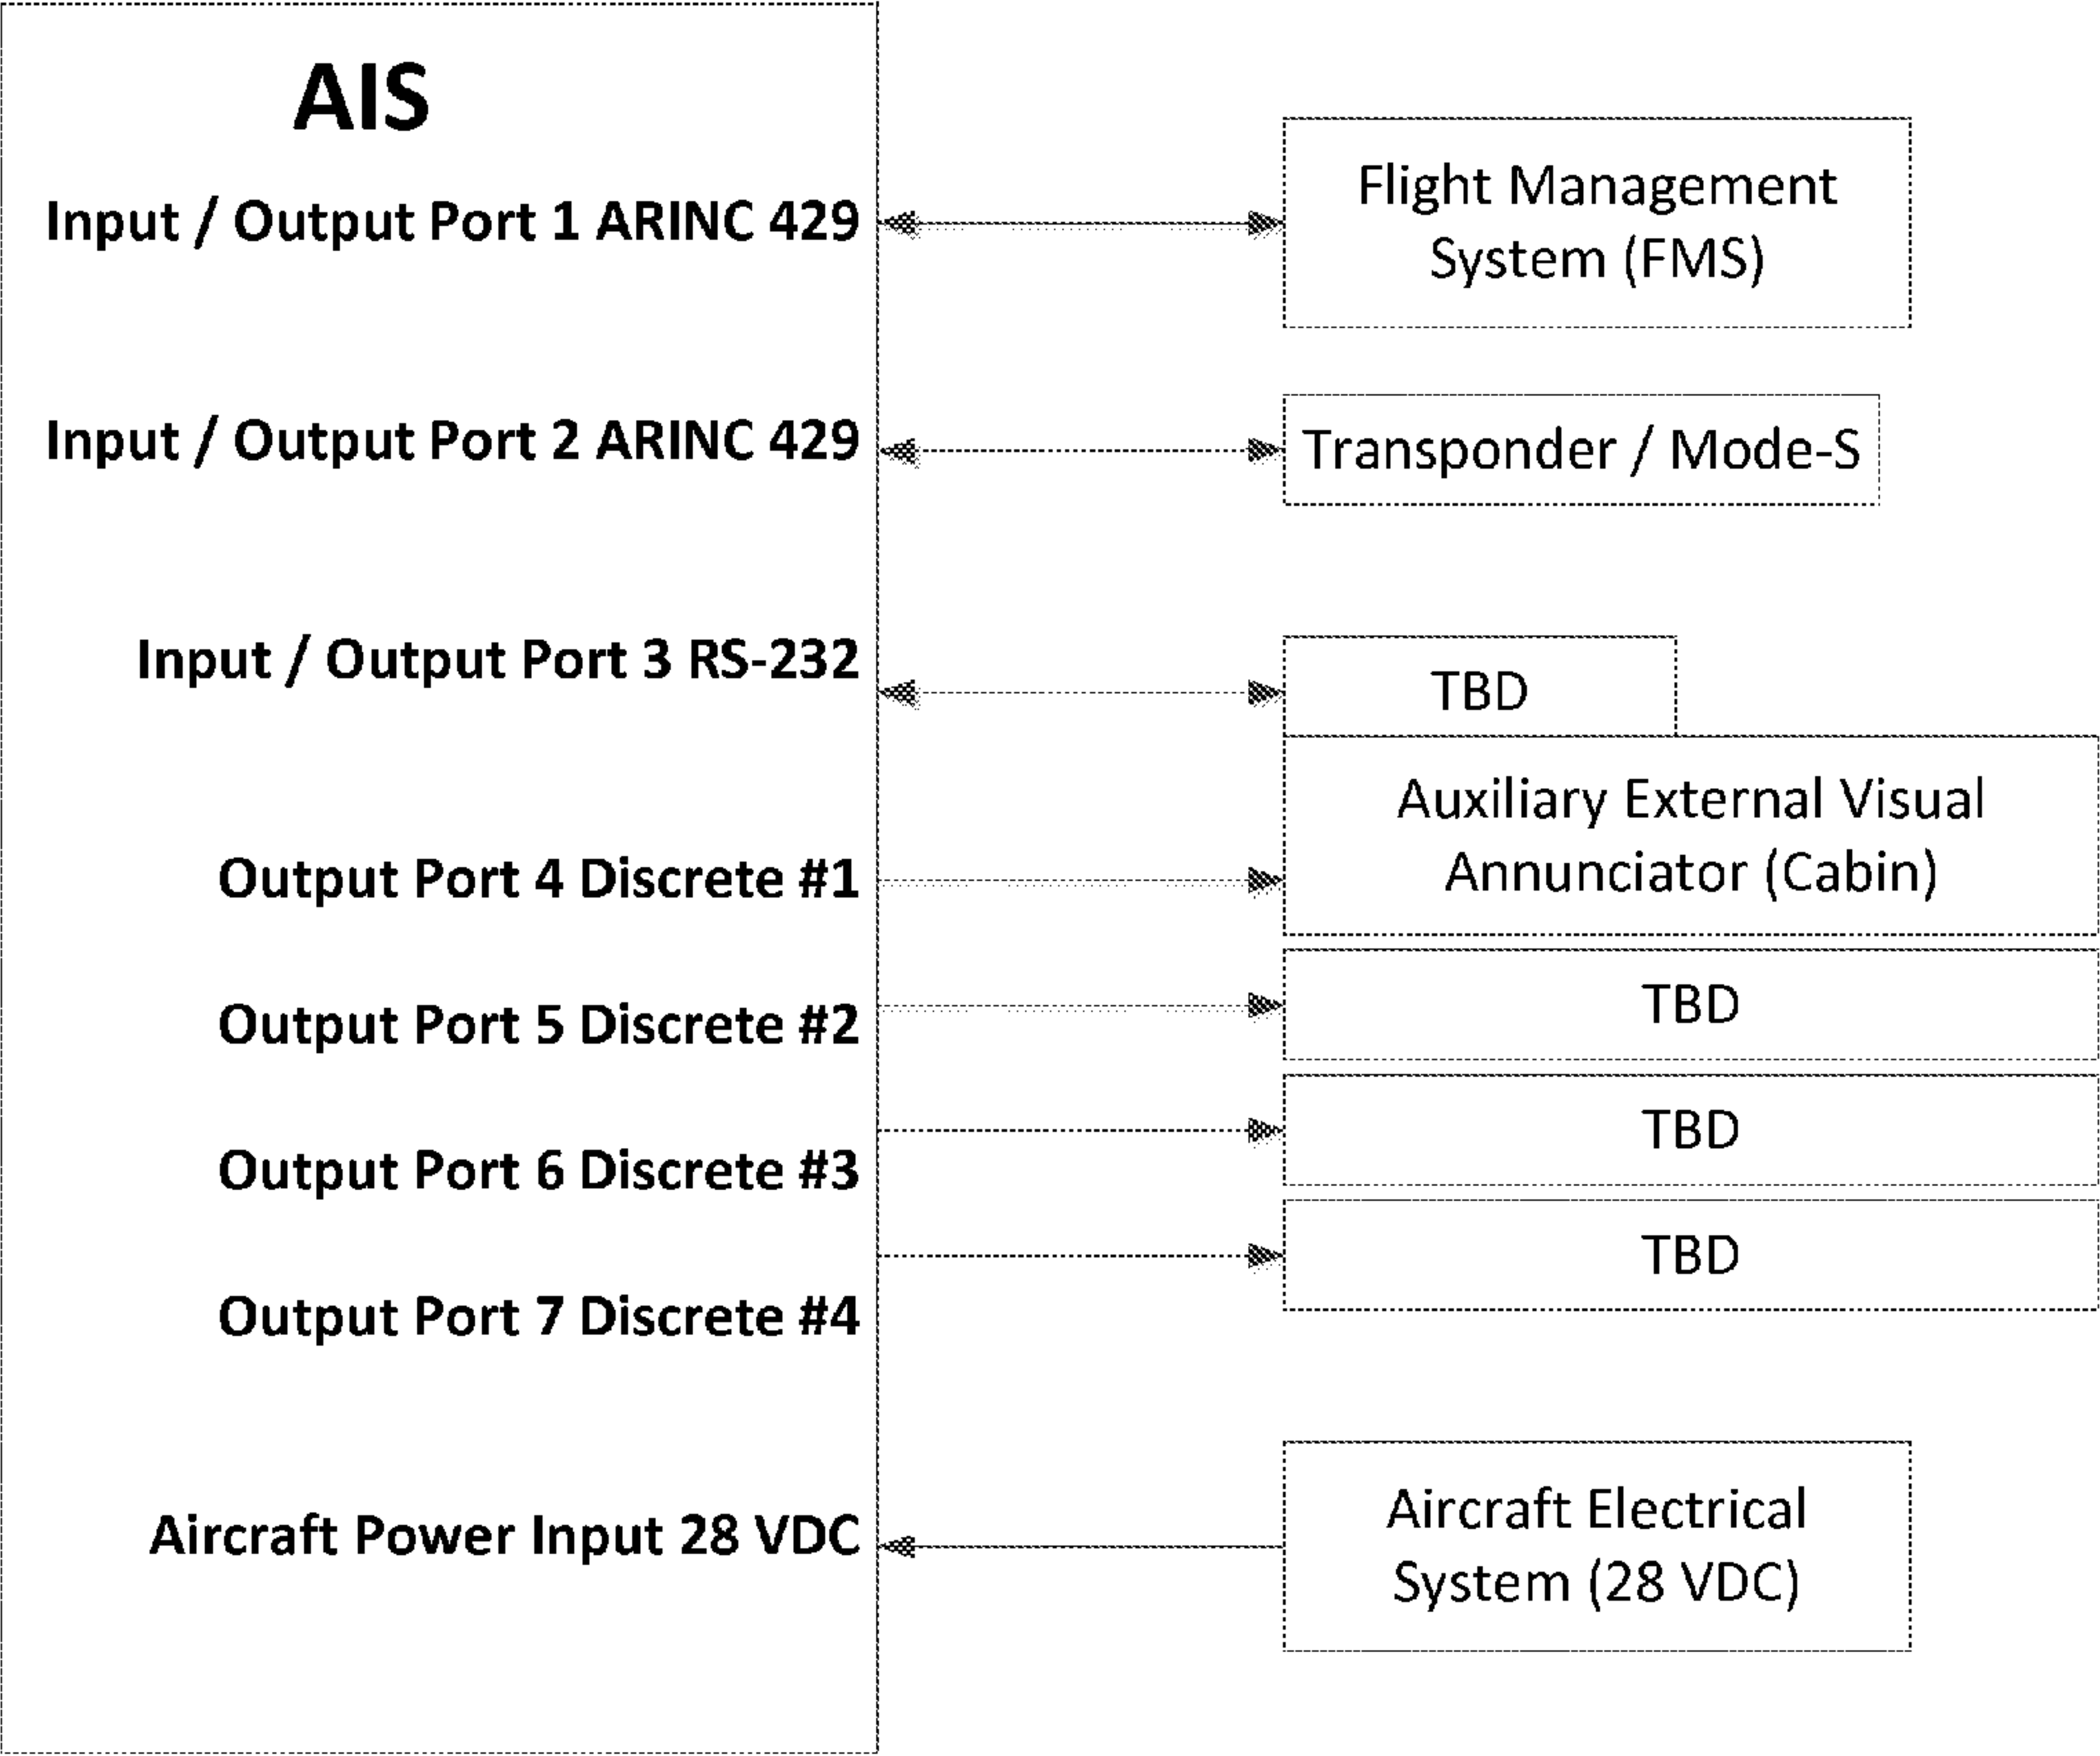 AIS
Input / Output Port 1 ARINC 429
Flight Management
System (FMS)
Input / Output Port 2 ARINC 429
Transponder / Mode-S
Input / Output Port 3 RS-232
TBD
Auxiliary External Visual
Annunciator (Cabin)
Output Port 4 Discrete #1
Output Port 5 Discrete #2
TBD
Output Port 6 Discrete #3
TBD
Output Port 7 Discrete #4
TBD
Aircraft Power Input 28 VDC
Aircraft Electrical
System (28 VDC)